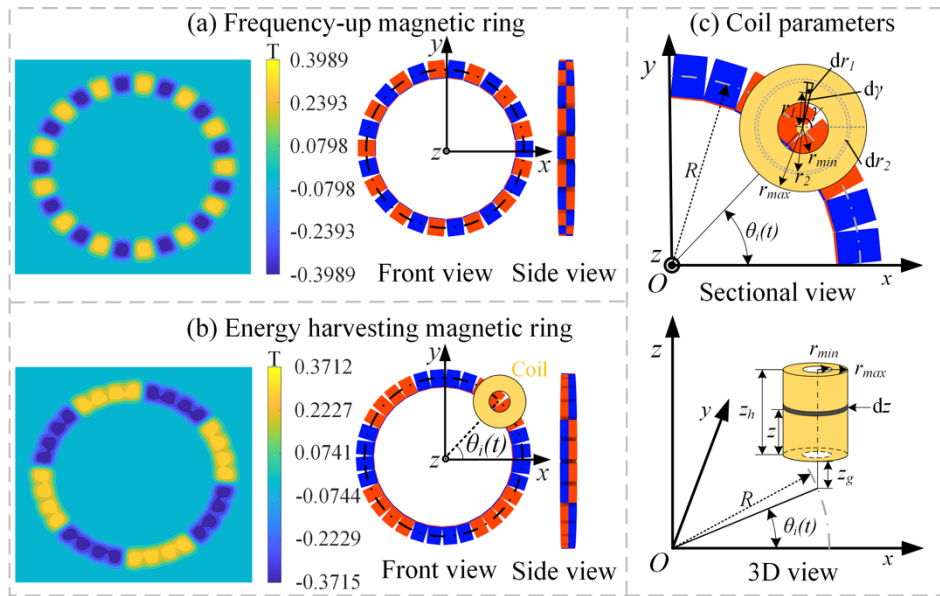 (a) Frequency-up magnetic ring
T
0.3989
0.2393
0.0798
-0.0798
-0.2393
-0.3989
y
z
x
Front view
Side view
(b) Energy harvesting magnetic ring
T
0.3712
0.2227
0.0741
-0.0744
-0.2229
-0.3715
y
Coil
θi(t)
z
x
Front view
Side view
(c) Coil parameters
y
dr1
dγ
γ
rmin
dr2
r2
rmax
R
θi(t)
z
O
x
Sectional view
z
rmin
rmax
y
zh
z
dz
zg
R
θi(t)
O
x
3D view